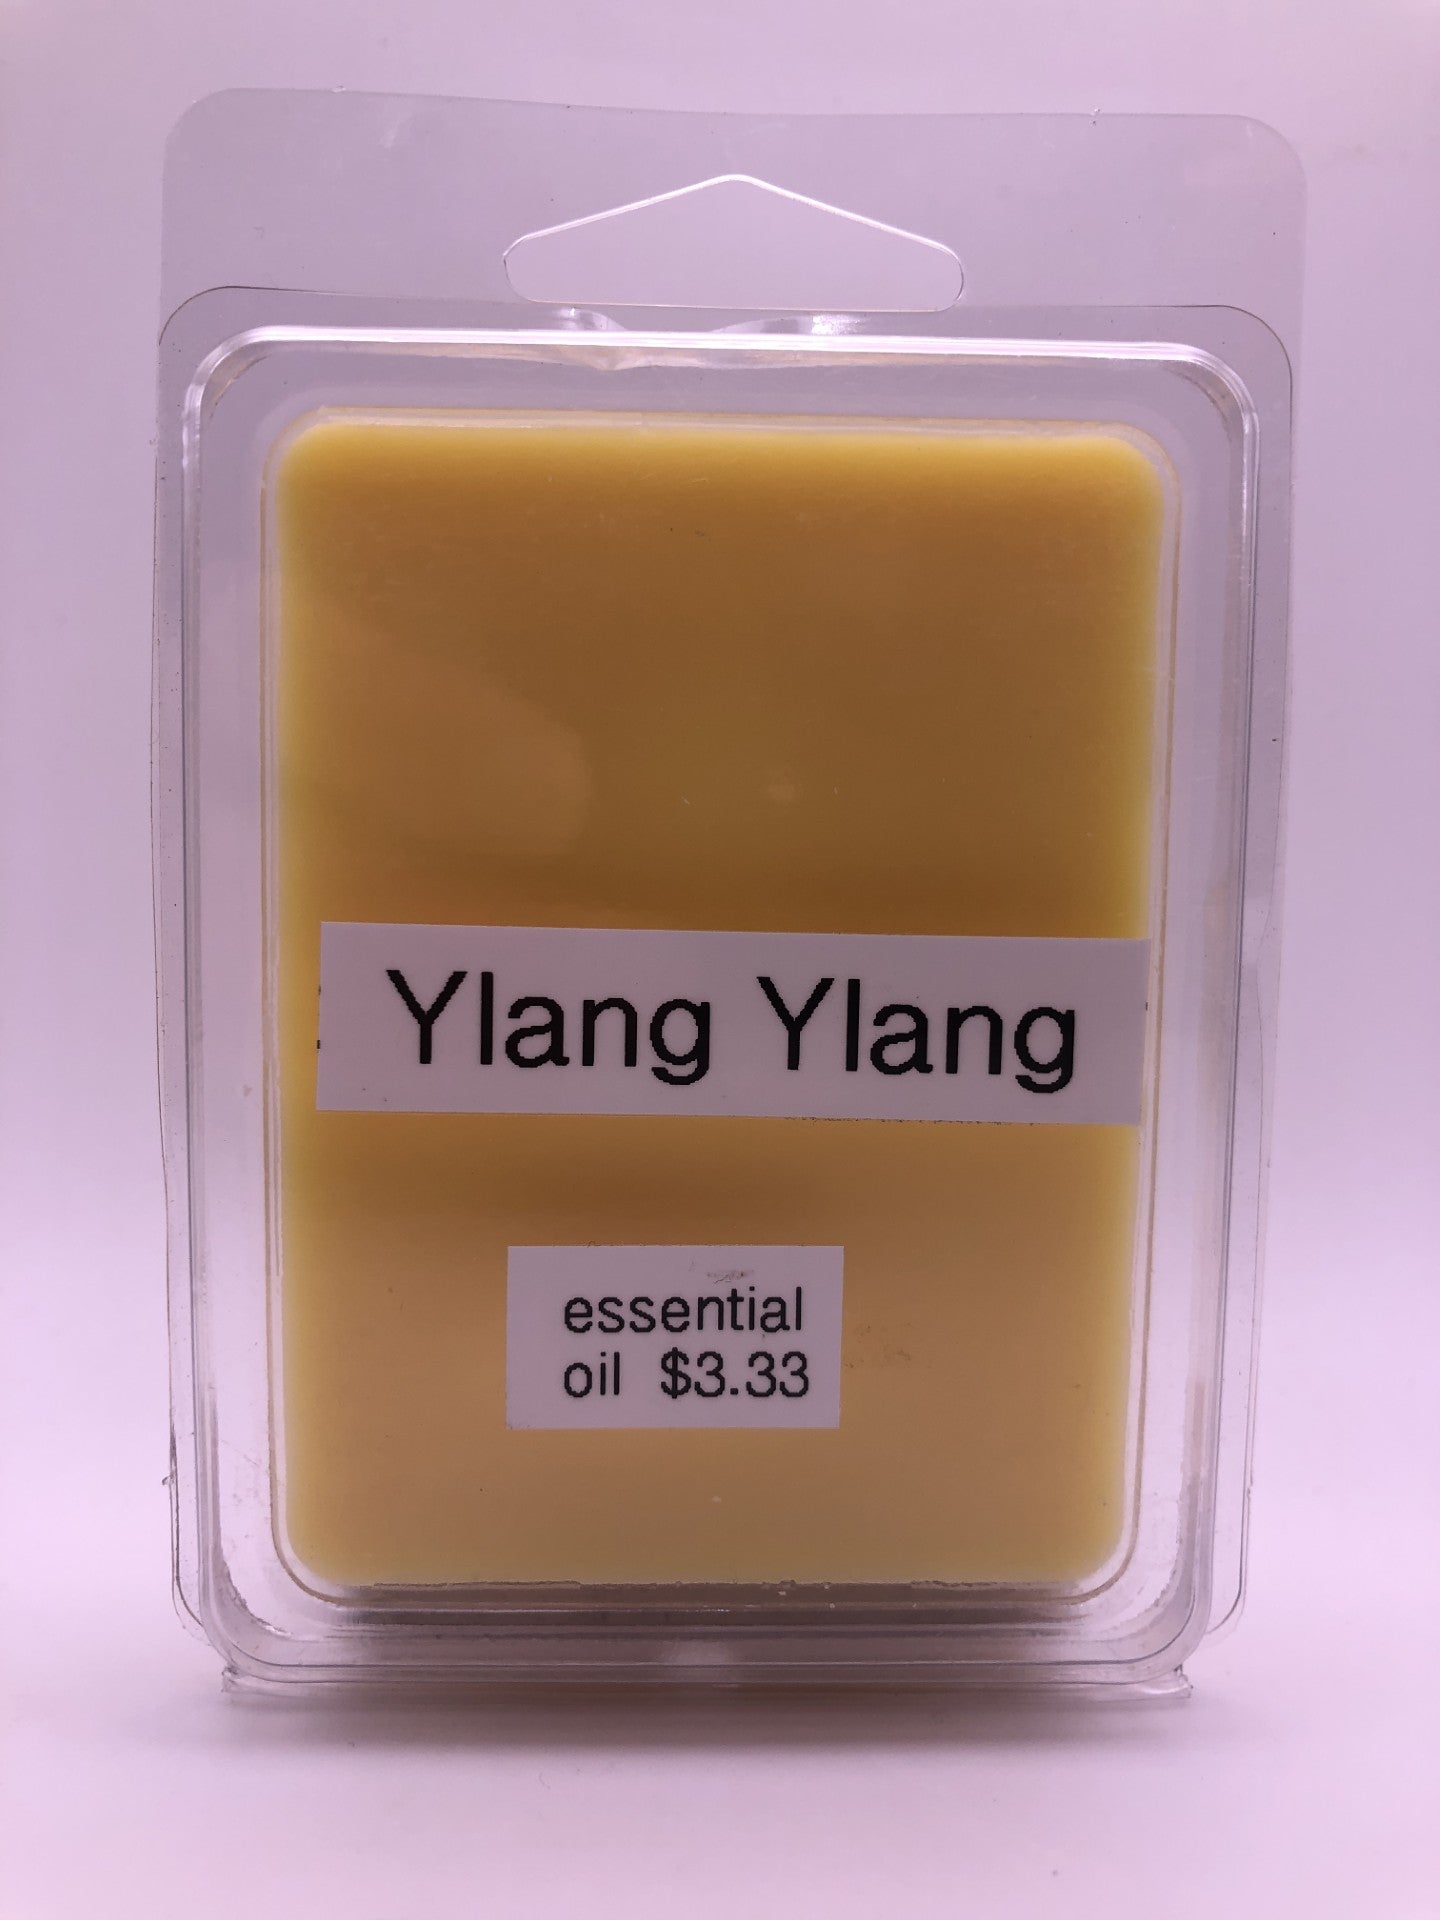 Ylang Ylang
essential
oil $3.33